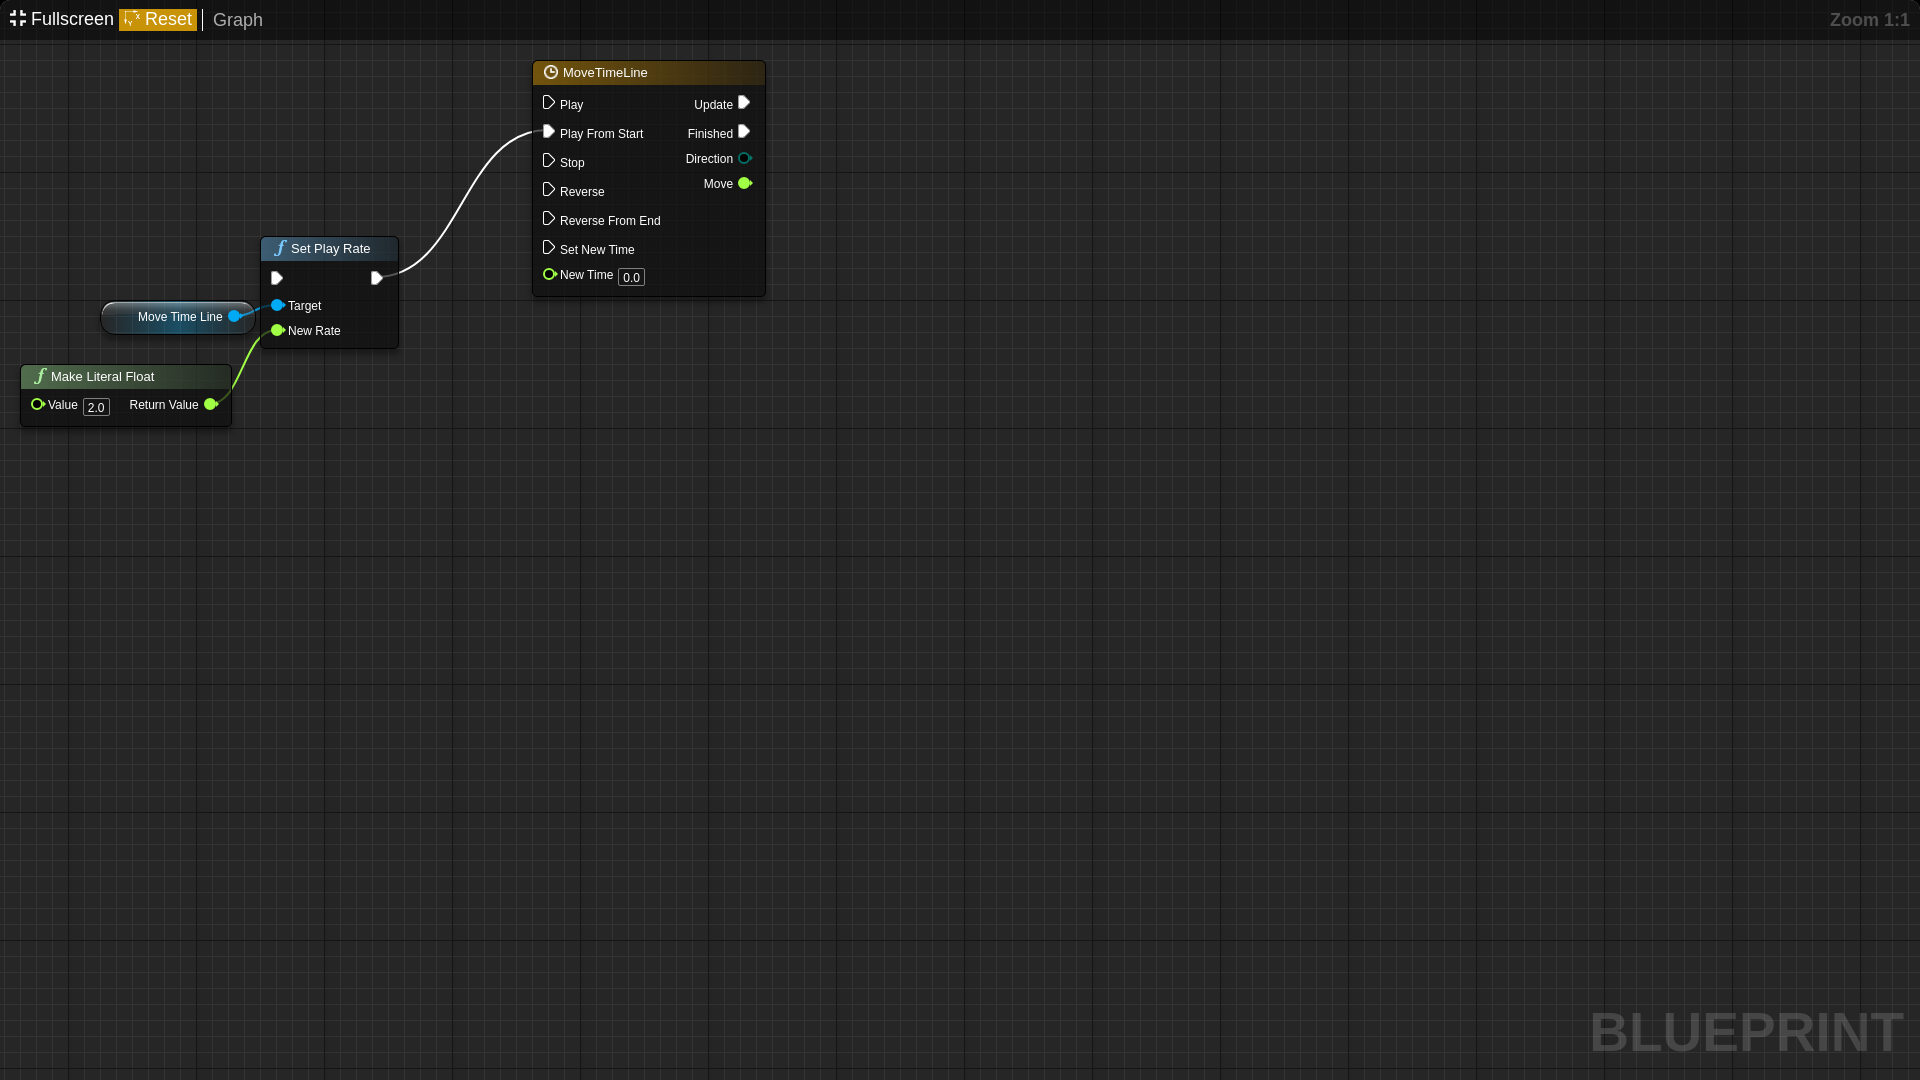 Fullscreen Reset Graph
Zoom 1:1
MoveTimeLine
Play Update
Play From Start Finished
Stop Direction
Reverse Move
Reverse From End
Set New Time
New Time 0.0
Set Play Rate
Target
New Rate
Move Time Line
Make Literal Float
Value 2.0 Return Value
BLUEPRINT